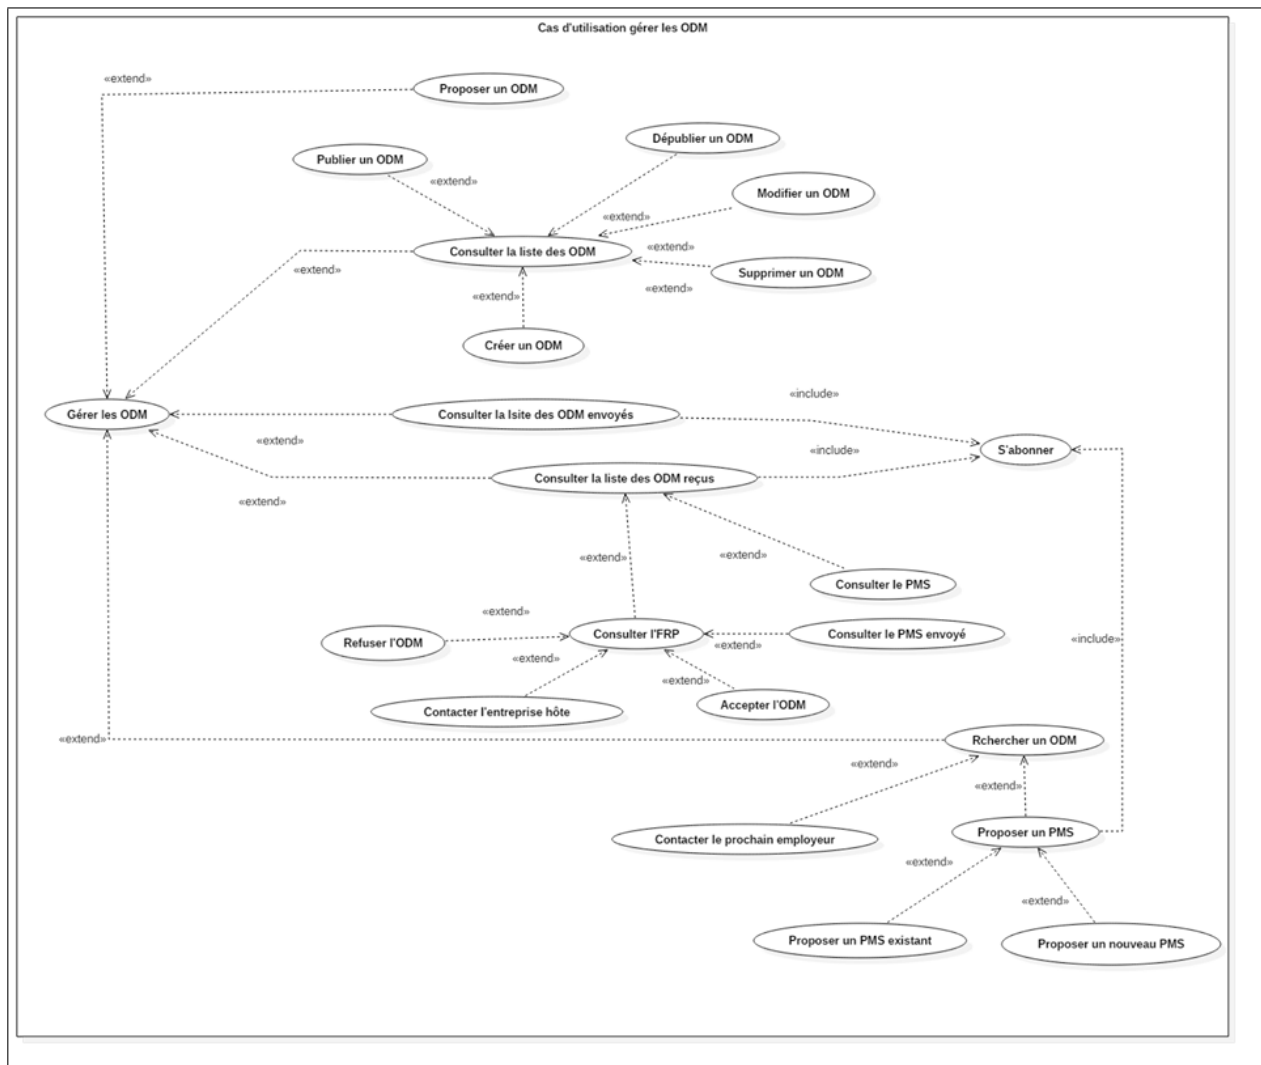 Cas d'utilisation gérer les ODM
«extend»
Proposer un ODM
Dépublier un ODM
Publier un ODM
«extend»
Modifier un ODM
«extend»
Consulter la liste des ODM
«extend»
«extend»
Supprimer un ODM
«extend»
«extend»
Créer un ODM
«include»
Gérer les ODM
Consulter la lsite des ODM envoyés
«extend»
«include»
S'abonner
Consulter la liste des ODM reçus
«extend»
«extend»
«extend»
Consulter le PMS
«extend»
Refuser l'ODM
Consulter l'FRP
Consulter le PMS envoyé
«include»
«extend»
«extend»
«extend»
Contacter l'entreprise hôte
Accepter l'ODM
«extend»
Rchercher un ODM
«extend»
«extend»
Contacter le prochain employeur
Proposer un PMS
«extend»
«extend»
Proposer un PMS existant
Proposer un nouveau PMS